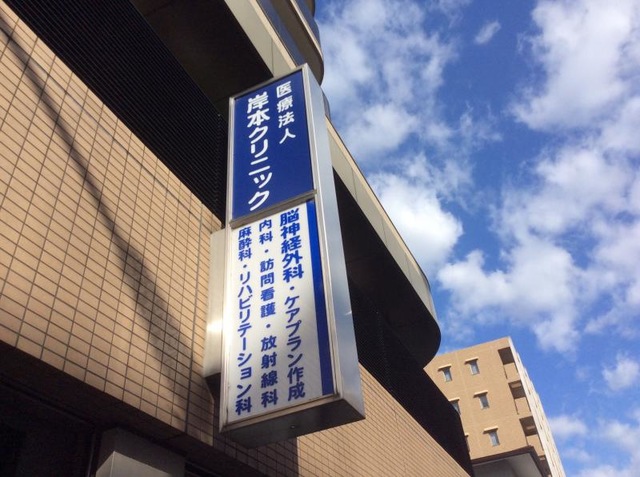 医療法人
岸本クリニック
脳神経外科・ケアプラン作成
内科・訪問看護・放射線科
麻酔科・リハビリテーション科